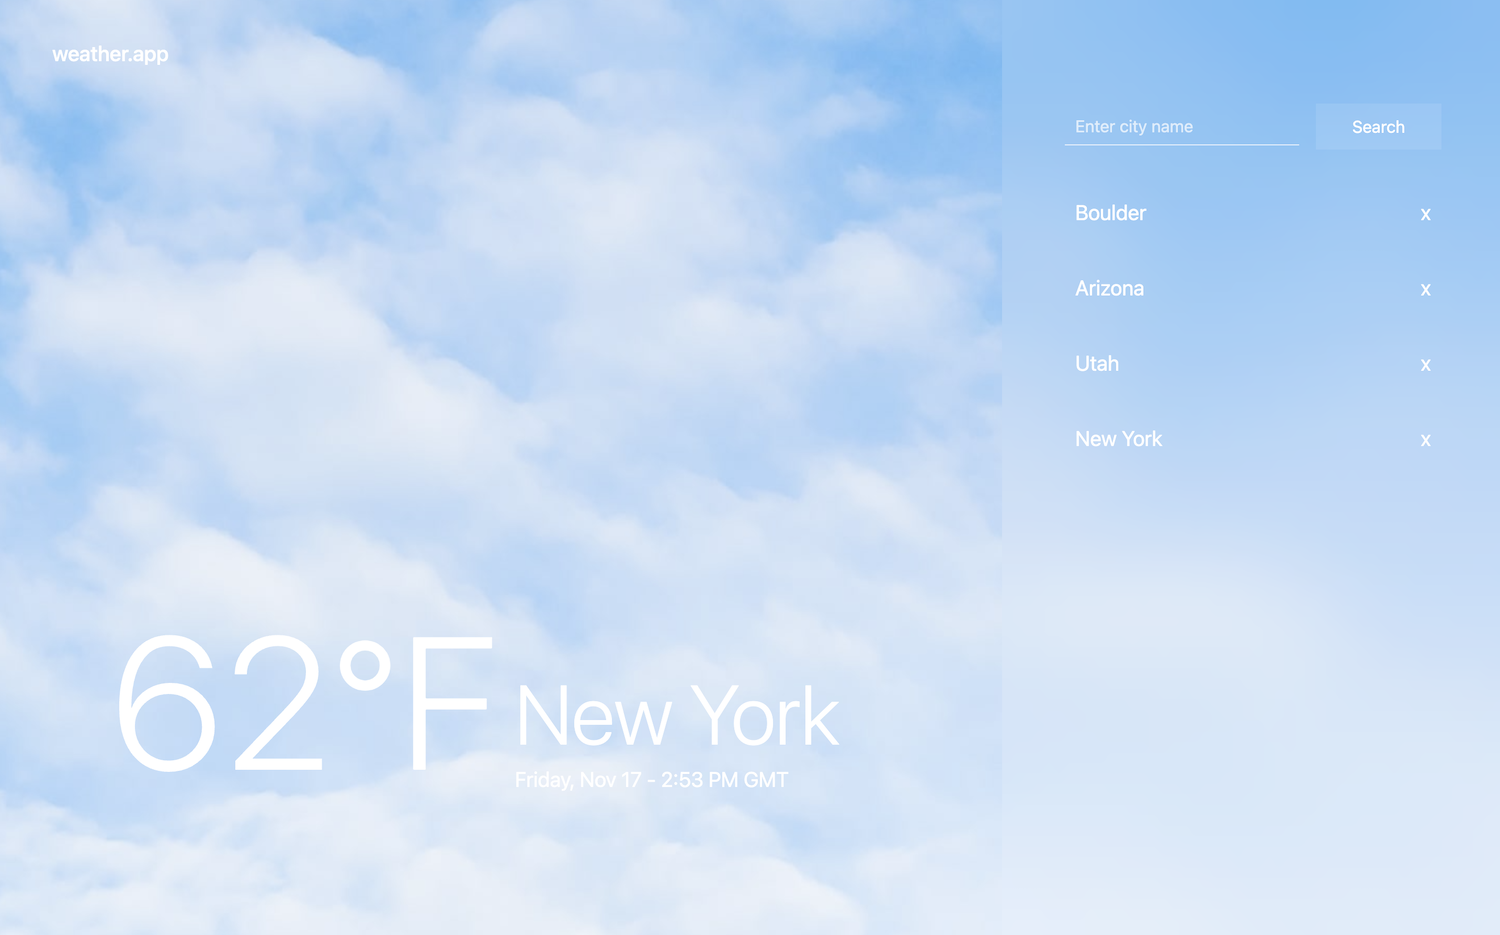 weather.app
Enter city name
Search
Boulder x
Arizona x
Utah x
New York x
62°F
New York
Friday, Nov 17 - 2:53 PM GMT